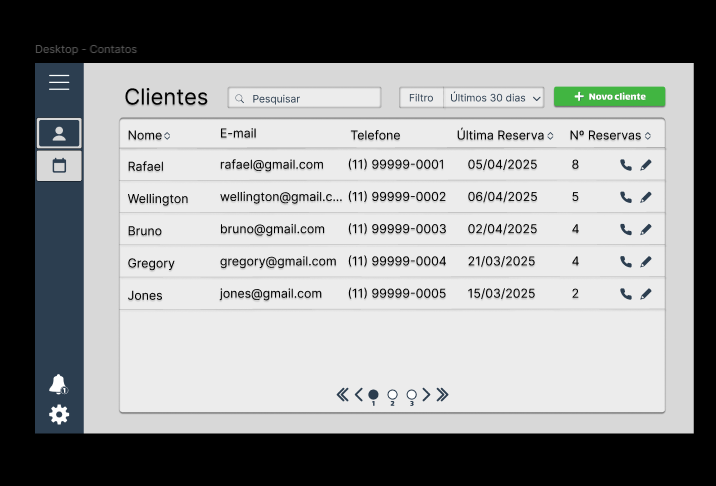 Desktop - Contatos
Clientes
Pesquisar
Filtro Últimos 30 dias
+ Novo cliente
Nome E-mail Telefone Última Reserva Nº Reservas
Rafael rafael@gmail.com (11) 99999-0001 05/04/2025 8
Wellington wellington@gmail.c... (11) 99999-0002 06/04/2025 5
Bruno bruno@gmail.com (11) 99999-0003 02/04/2025 4
Gregory gregory@gmail.com (11) 99999-0004 21/03/2025 4
Jones jones@gmail.com (11) 99999-0005 15/03/2025 2
1
1 2 3